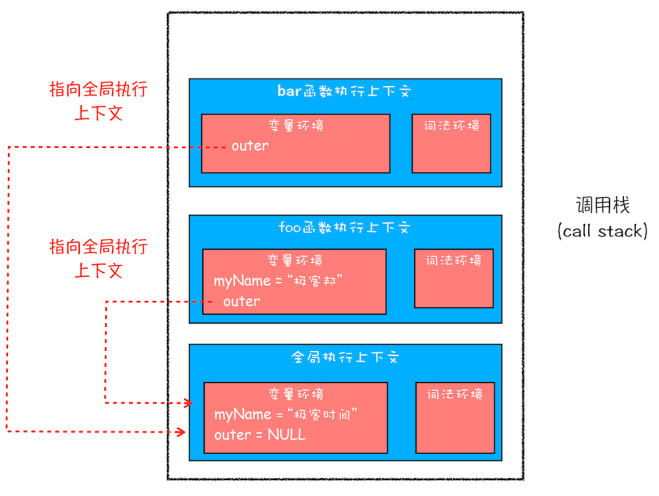 指向全局执行
上下文
bar函数执行上下文
变量环境
outer
词法环境
调用栈
(call stack)
指向全局执行
上下文
foo函数执行上下文
变量环境
myName = “极客邦”
outer
词法环境
全局执行上下文
变量环境
myName = “极客时间”
outer = NULL
词法环境